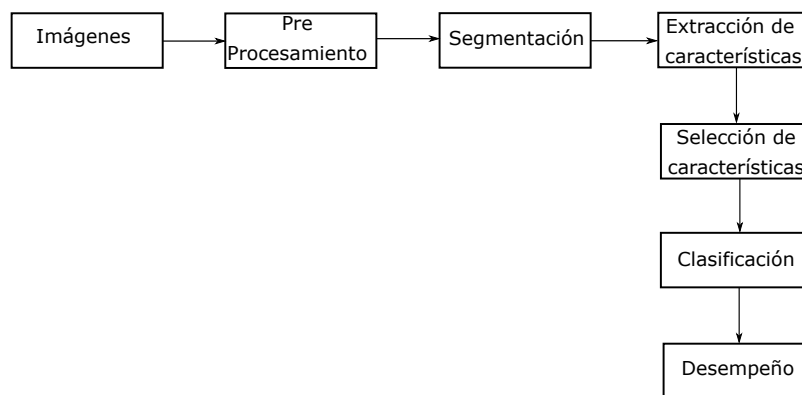 Imágenes
Pre
Procesamiento
Segmentación
Extracción de
características
Selección de
características
Clasificación
Desempeño